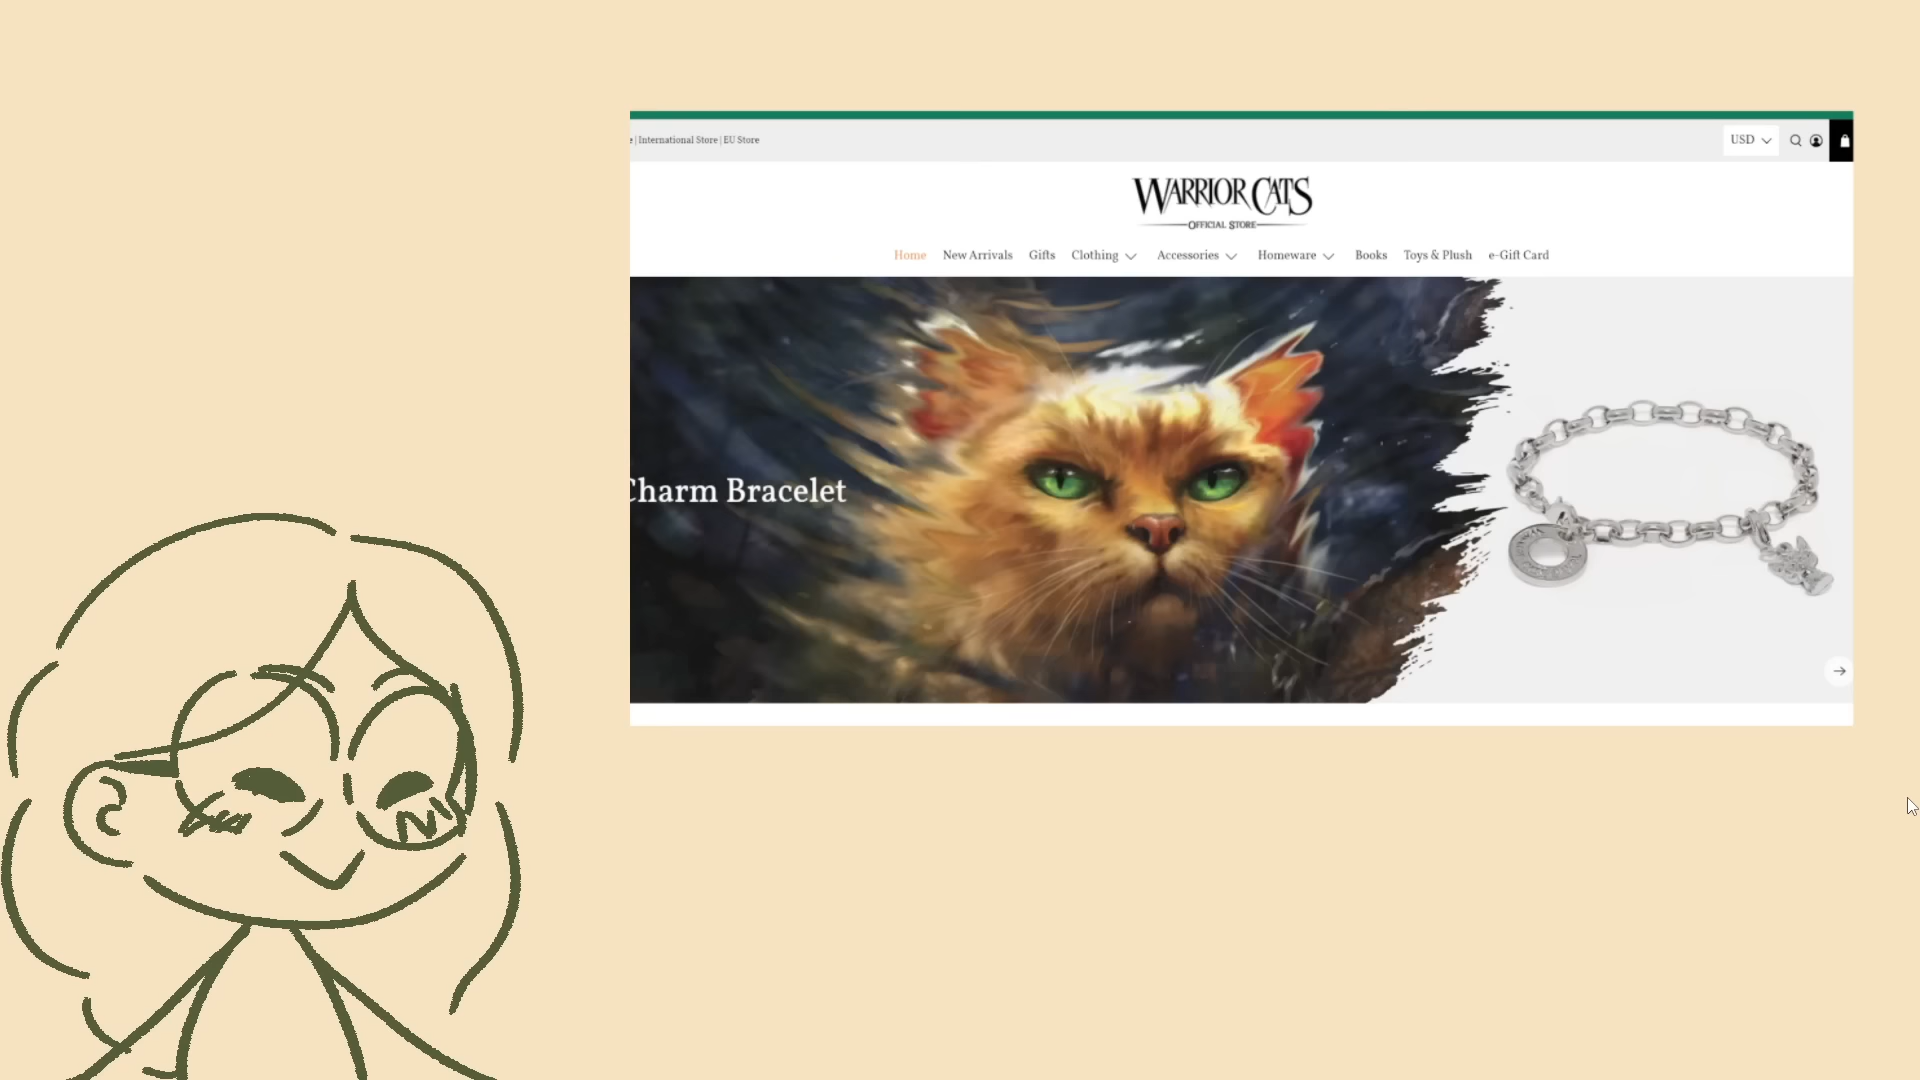 | International Store | EU Store
USD
WARRIOR CATS
OFFICIAL STORE
Home New Arrivals Gifts Clothing Accessories Homeware Books Toys & Plush e-Gift Card
Charm Bracelet